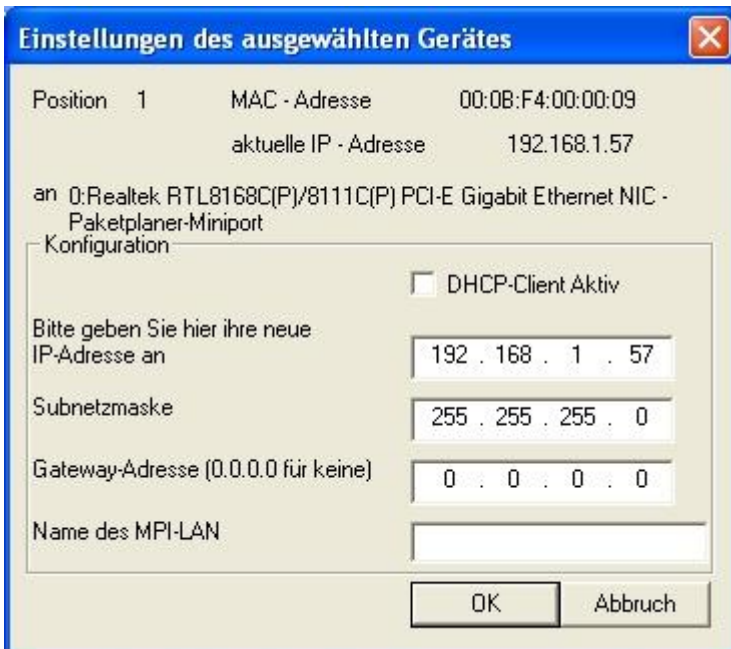 Einstellungen des ausgewählten Gerätes
Position 1 MAC - Adresse 00:0B:F4:00:00:09
aktuelle IP - Adresse 192.168.1.57
an 0:Realtek RTL8168C(P)/8111C(P) PCI-E Gigabit Ethernet NIC -
Paketplaner-Miniport
Konfiguration
DHCP-Client Aktiv
Bitte geben Sie hier ihre neue
IP-Adresse an 192 . 168 . 1 . 57
Subnetzmaske 255 . 255 . 255 . 0
Gateway-Adresse (0.0.0.0 für keine) 0 . 0 . 0 . 0
Name des MPI-LAN
OK Abbruch